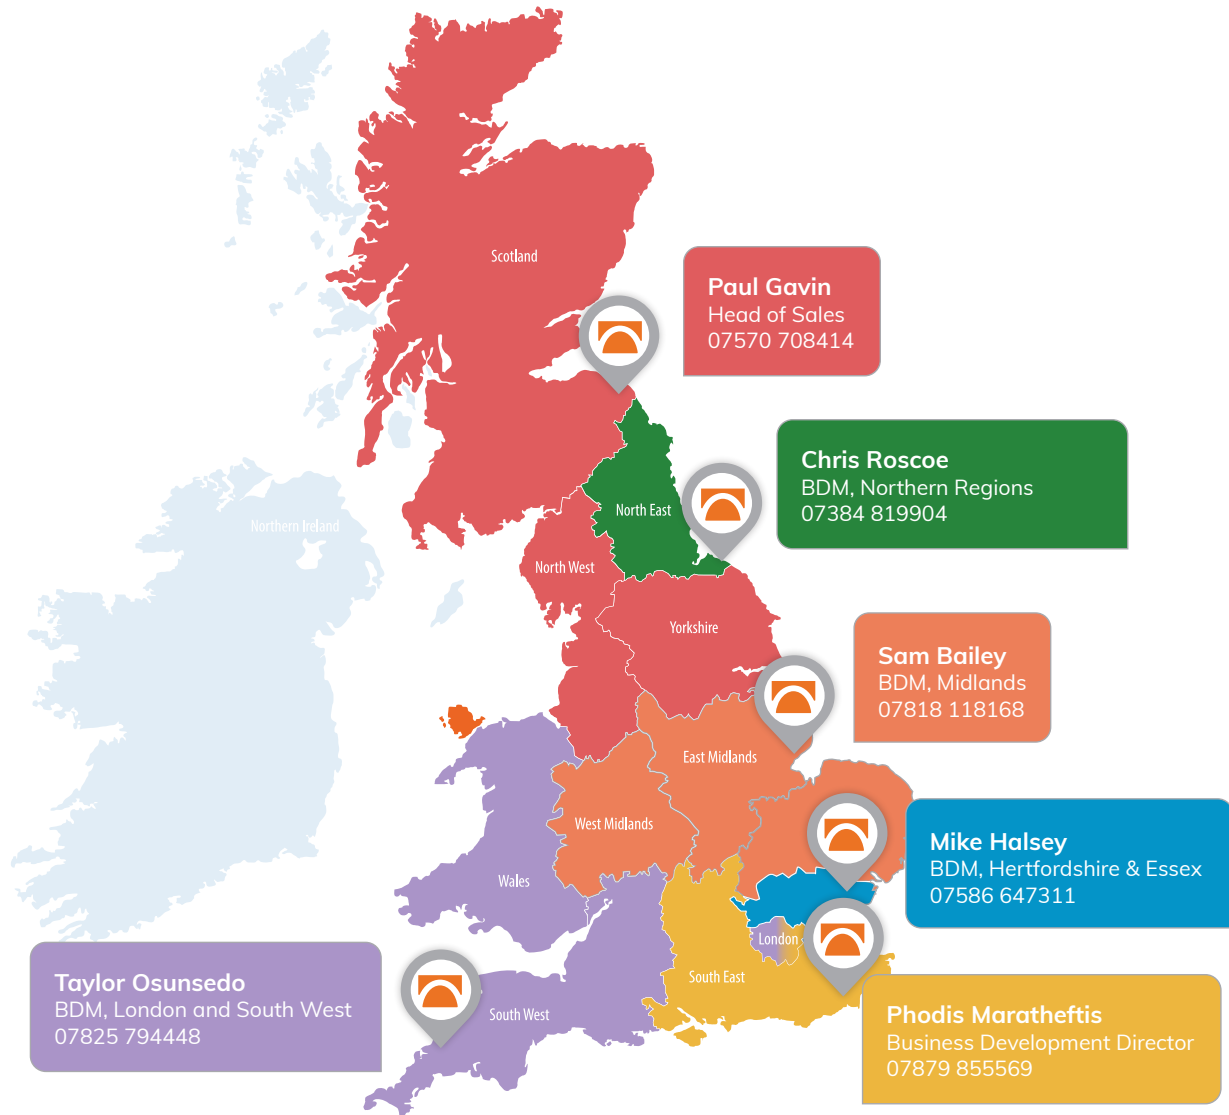 Scotland
Paul Gavin
Head of Sales
07570 708414
Chris Roscoe
BDM, Northern Regions
07384 819904
North East
Northern Ireland
North West
Yorkshire
Sam Bailey
BDM, Midlands
07818 118168
East Midlands
West Midlands
Mike Halsey
BDM, Hertfordshire & Essex
07586 647311
Wales
London
South East
Taylor Osunsedo
BDM, London and South West
07825 794448
South West
Phodis Maratheftis
Business Development Director
07879 855569